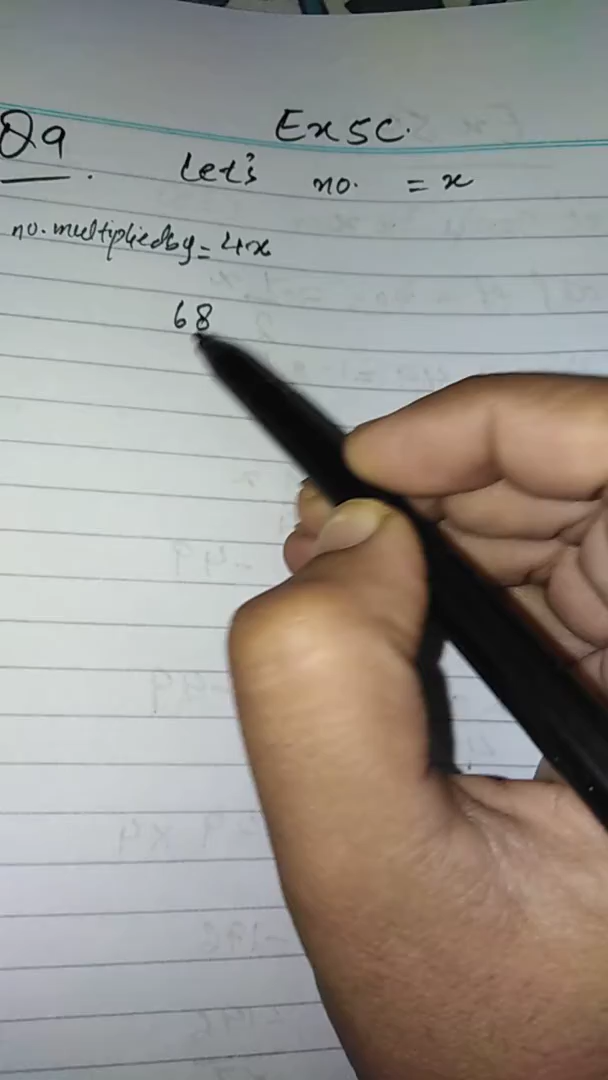 Ex 5C.
Q9. Let's no. = x
no. multiplied by = 4x
68